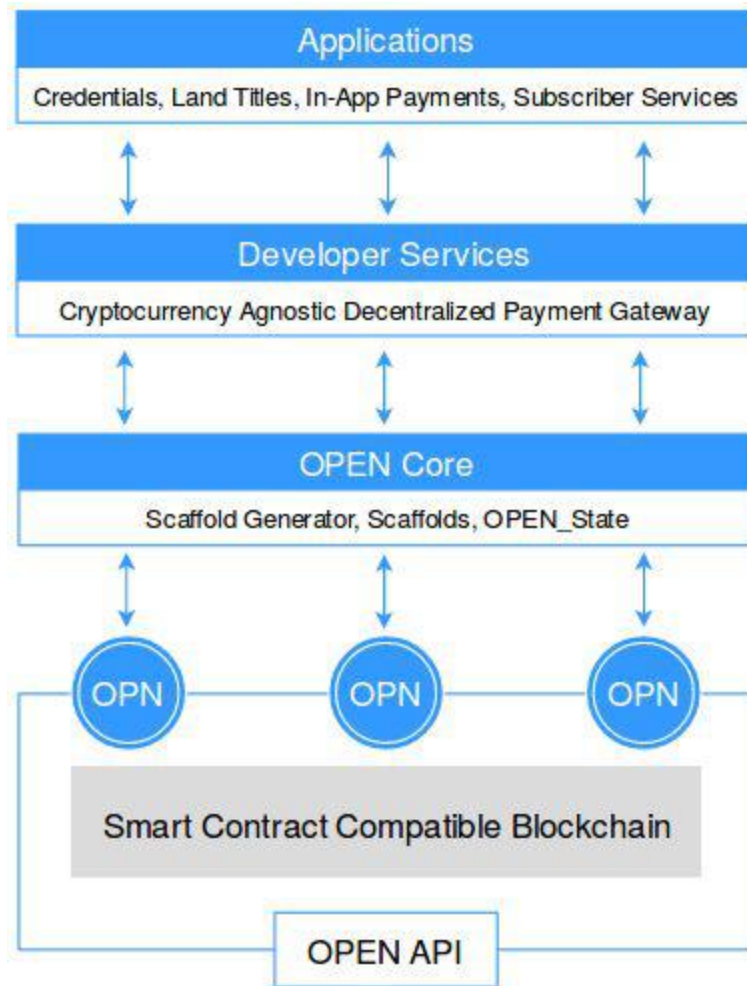 Applications
Credentials, Land Titles, In-App Payments, Subscriber Services
Developer Services
Cryptocurrency Agnostic Decentralized Payment Gateway
OPEN Core
Scaffold Generator, Scaffolds, OPEN_State
OPN OPN OPN
Smart Contract Compatible Blockchain
OPEN API